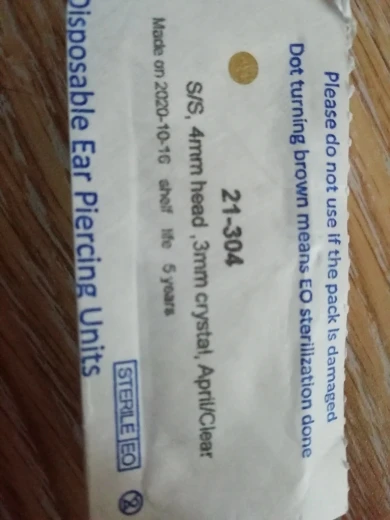 Please do not use if the pack is damaged
Dot turning brown means EO sterilization done
21-304
S/S, 4mm head ,3mm crystal, April/Clear
Made on 2020-10-16 shelf life 5 years
STERILE EO
Disposable Ear Piercing Units